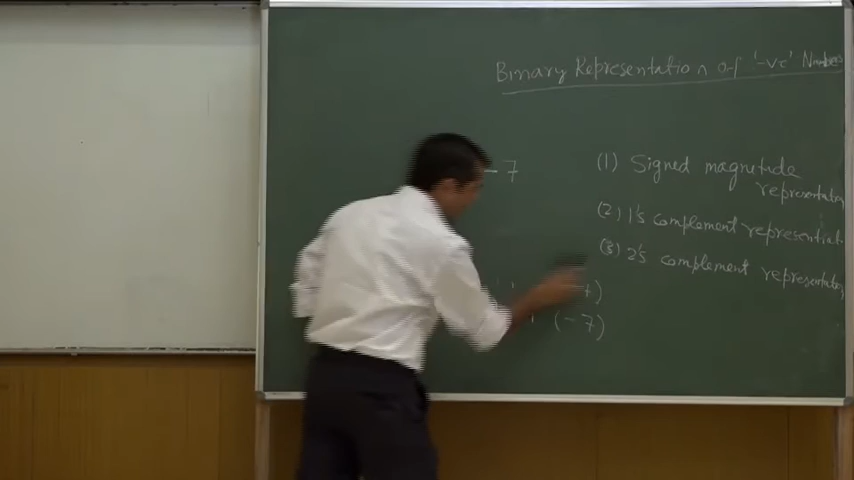 Binary Representation of '-ve' Numbers
- 7
(1) Signed magnitude
representation
(2) 1's complement representation
(3) 2's complement representation
(-7)